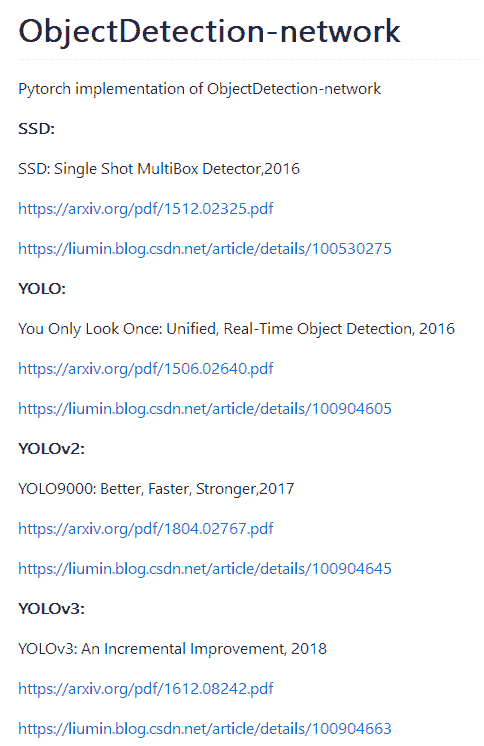 ObjectDetection-network
Pytorch implementation of ObjectDetection-network
SSD:
SSD: Single Shot MultiBox Detector,2016
https://arxiv.org/pdf/1512.02325.pdf
https://liumin.blog.csdn.net/article/details/100530275
YOLO:
You Only Look Once: Unified, Real-Time Object Detection, 2016
https://arxiv.org/pdf/1506.02640.pdf
https://liumin.blog.csdn.net/article/details/100904605
YOLOv2:
YOLO9000: Better, Faster, Stronger,2017
https://arxiv.org/pdf/1804.02767.pdf
https://liumin.blog.csdn.net/article/details/100904645
YOLOv3:
YOLOv3: An Incremental Improvement, 2018
https://arxiv.org/pdf/1612.08242.pdf
https://liumin.blog.csdn.net/article/details/100904663